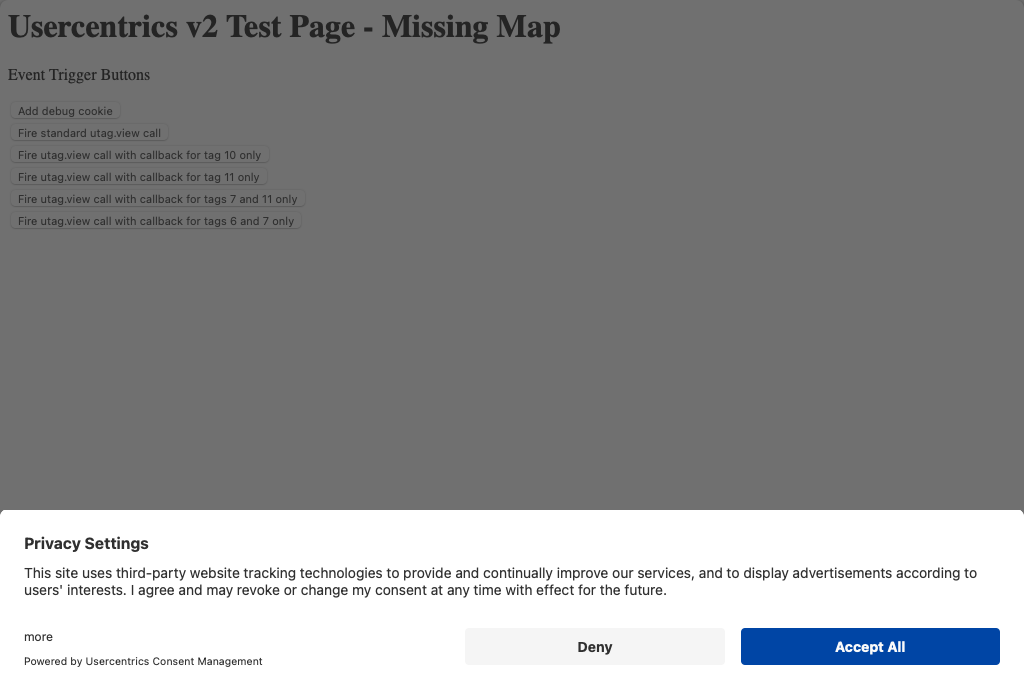 Usercentrics v2 Test Page - Missing Map
Event Trigger Buttons
Add debug cookie
Fire standard utag.view call
Fire utag.view call with callback for tag 10 only
Fire utag.view call with callback for tag 11 only
Fire utag.view call with callback for tags 7 and 11 only
Fire utag.view call with callback for tags 6 and 7 only
Privacy Settings
This site uses third-party website tracking technologies to provide and continually improve our services, and to display advertisements according to
users' interests. I agree and may revoke or change my consent at any time with effect for the future.
more
Deny
Accept All
Powered by Usercentrics Consent Management